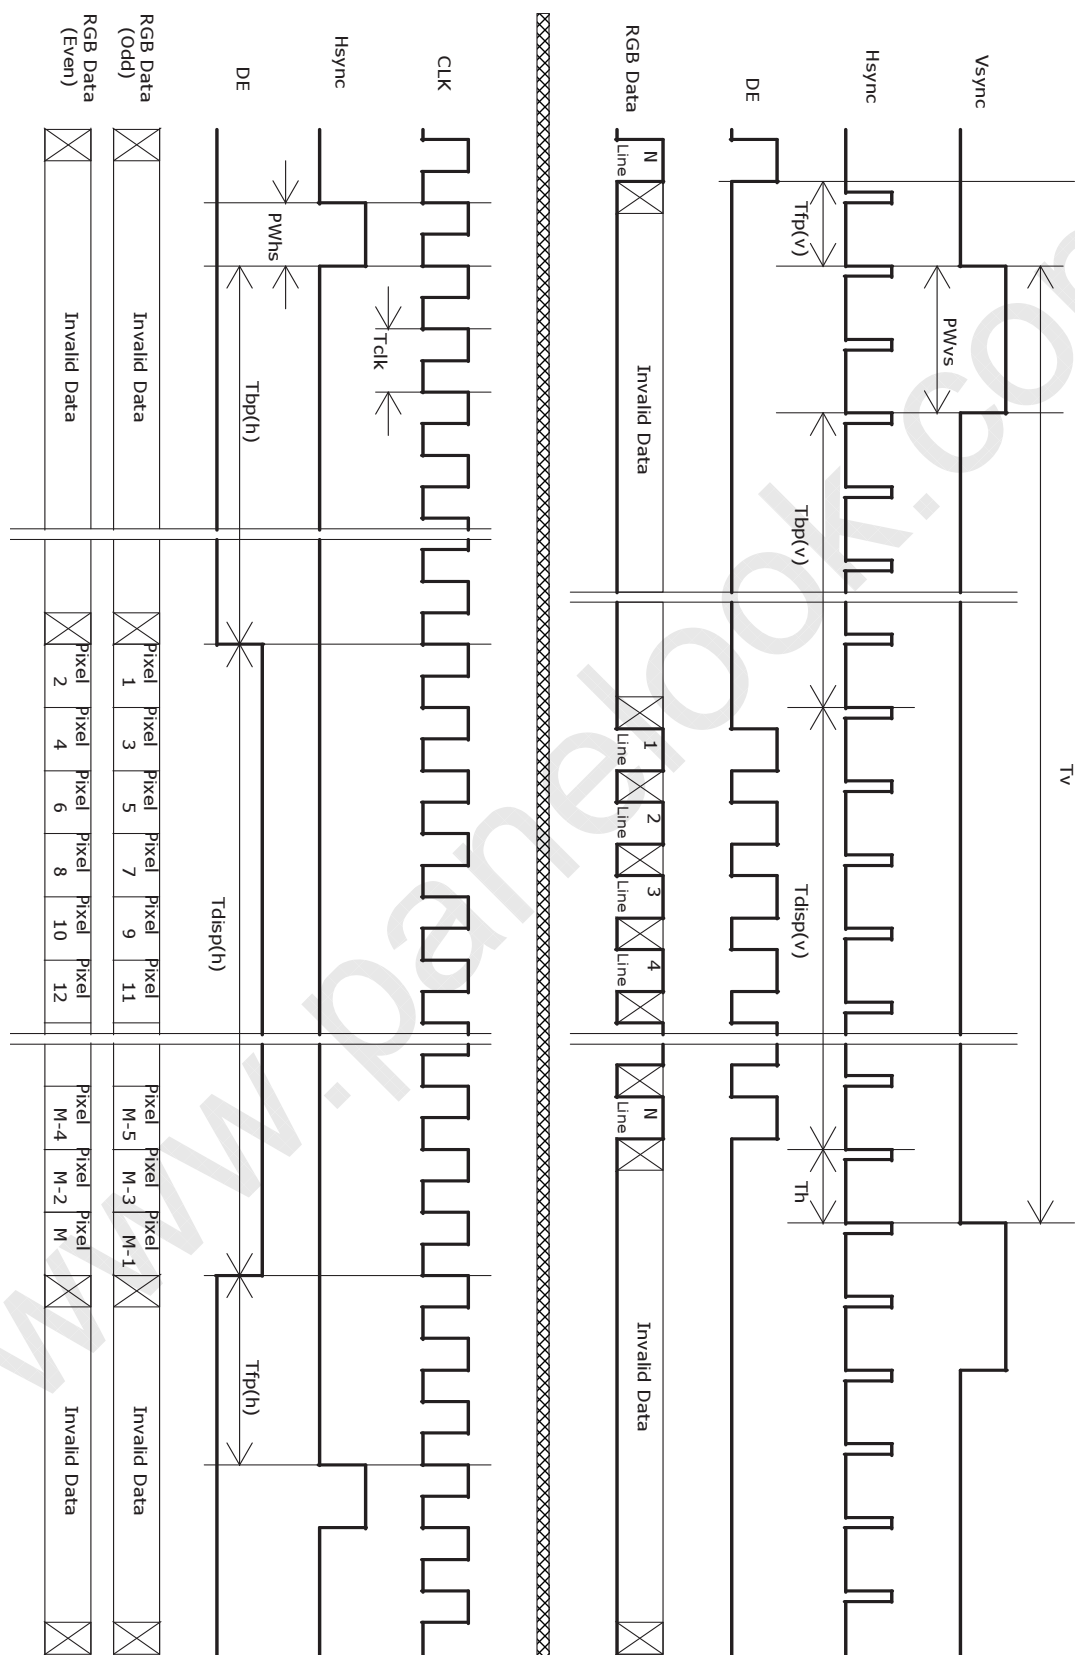 Tv
Vsync
PWvs
Hsync
Tfp(v)
Tbp(v)
Tdisp(v)
Th
DE
RGB Data
N
Line
Invalid Data
1
Line
2
Line
3
Line
4
Line
N
Line
Invalid Data
CLK
Tclk
Hsync
PWhs
Tbp(h)
Tdisp(h)
Tfp(h)
DE
RGB Data
(Odd)
Invalid Data
Pixel
1
Pixel
3
Pixel
5
Pixel
7
Pixel
9
Pixel
11
Pixel
M-5
Pixel
M-3
Pixel
M-1
Invalid Data
RGB Data
(Even)
Invalid Data
Pixel
2
Pixel
4
Pixel
6
Pixel
8
Pixel
10
Pixel
12
Pixel
M-4
Pixel
M-2
Pixel
M
Invalid Data
www.panelook.com